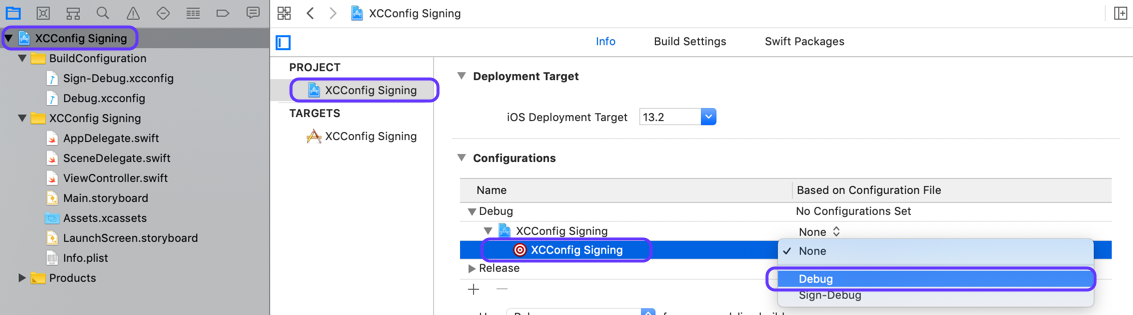 XCConfig Signing
XCConfig Signing
BuildConfiguration
Sign-Debug.xcconfig
Debug.xcconfig
XCConfig Signing
AppDelegate.swift
SceneDelegate.swift
ViewController.swift
Main.storyboard
Assets.xcassets
LaunchScreen.storyboard
Info.plist
Products
Info Build Settings Swift Packages
PROJECT
XCConfig Signing
TARGETS
XCConfig Signing
Deployment Target
iOS Deployment Target 13.2
Configurations
Name Based on Configuration File
Debug No Configurations Set
XCConfig Signing None
XCConfig Signing
None
Debug
Sign-Debug
Release